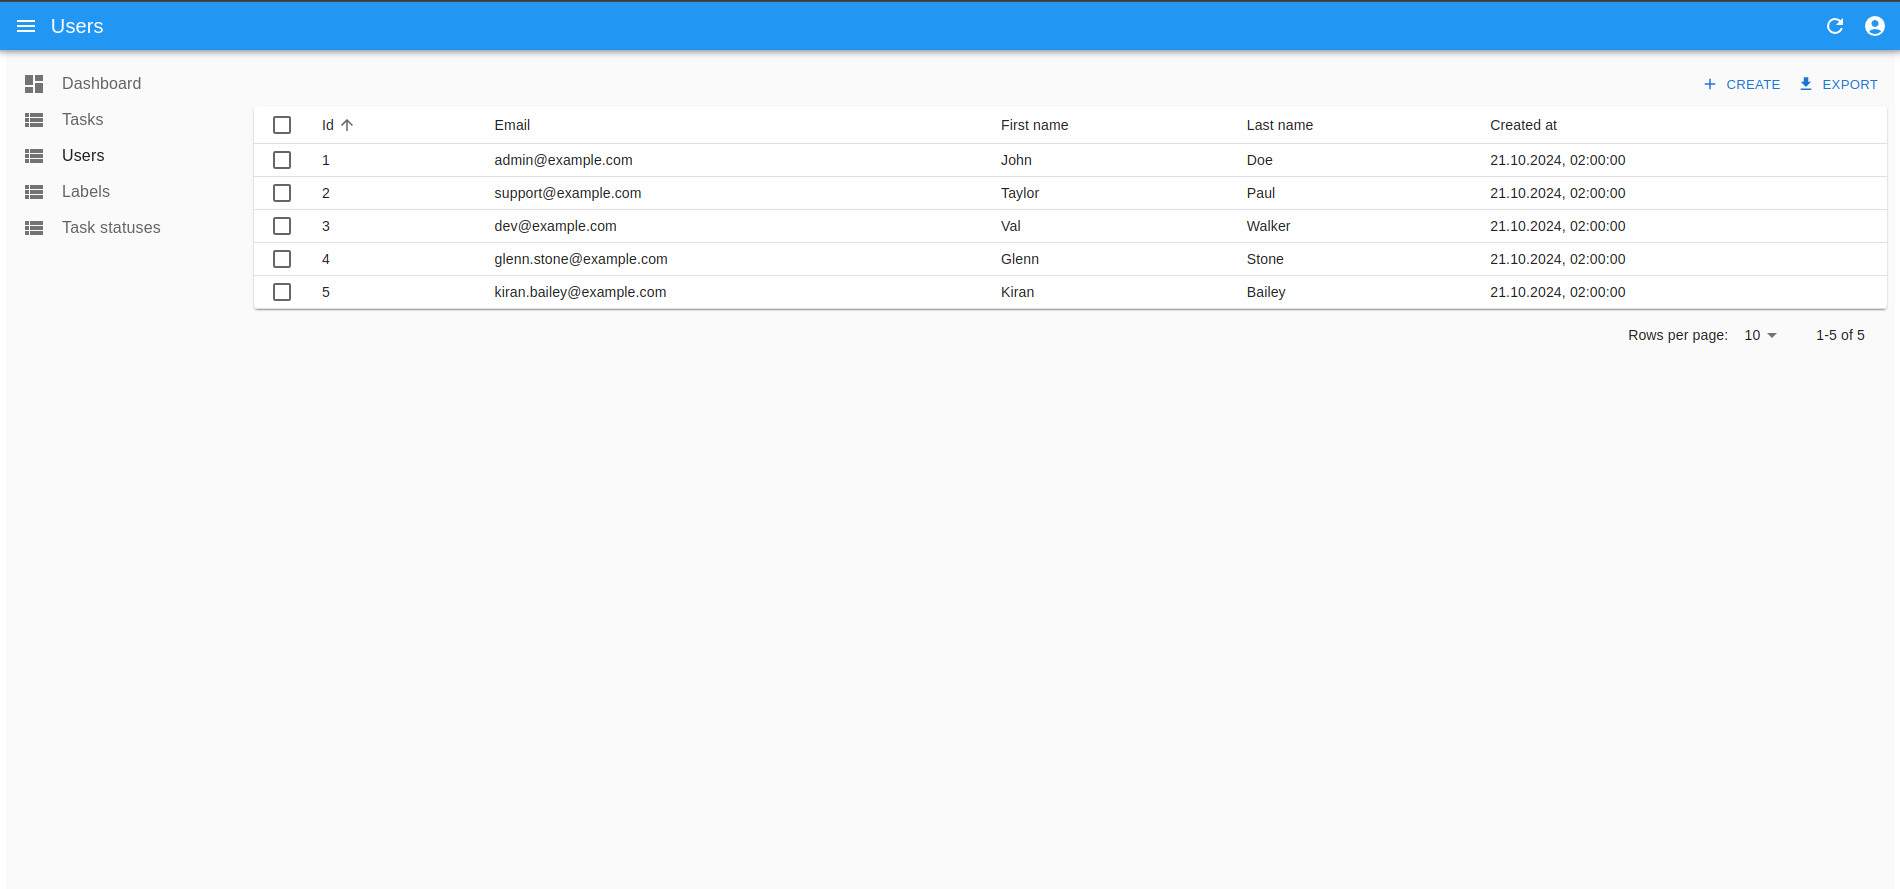 Users
Dashboard
Tasks
Users
Labels
Task statuses
CREATE EXPORT
Id Email First name Last name Created at
1 admin@example.com John Doe 21.10.2024, 02:00:00
2 support@example.com Taylor Paul 21.10.2024, 02:00:00
3 dev@example.com Val Walker 21.10.2024, 02:00:00
4 glenn.stone@example.com Glenn Stone 21.10.2024, 02:00:00
5 kiran.bailey@example.com Kiran Bailey 21.10.2024, 02:00:00
Rows per page: 10 1-5 of 5